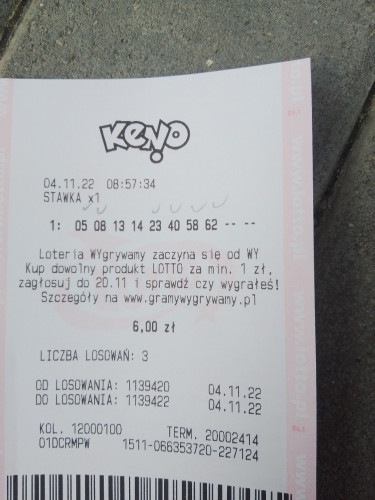 KENO
04.11.22 08:57:34
STAWKA x1
1: 05 08 13 14 23 40 58 62 -- --
Loteria WYgrywamy zaczyna się od WY
Kup dowolny produkt LOTTO za min. 1 zł,
zagłosuj do 20.11 i sprawdź czy wygrałeś!
Szczegóły na www.gramywygrywamy.pl
6,00 zł
LICZBA LOSOWAŃ: 3
OD LOSOWANIA: 1139420 04.11.22
DO LOSOWANIA: 1139422 04.11.22
KOL. 12000100 TERM. 20002414
01DCRMPW 1511-066353720-227124